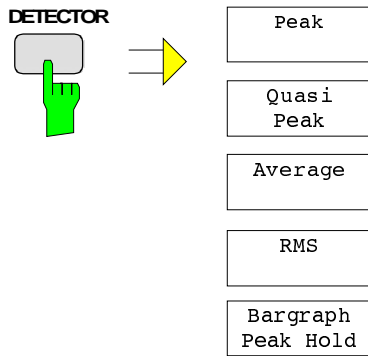 DETECTOR
Peak
Quasi
Peak
Average
RMS
Bargraph
Peak Hold